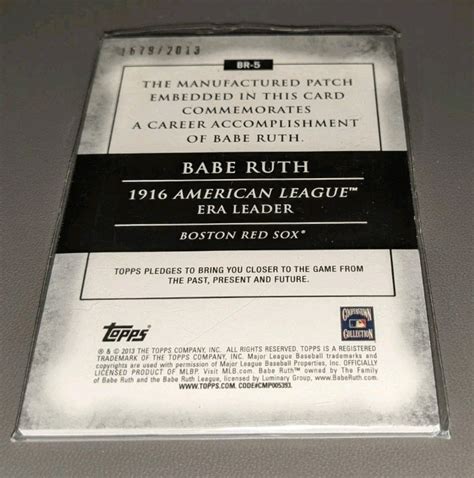 1679/2013
BR-5
THE MANUFACTURED PATCH
EMBEDDED IN THIS CARD
COMMEMORATES
A CAREER ACCOMPLISHMENT
OF BABE RUTH.
BABE RUTH
1916 AMERICAN LEAGUE™
ERA LEADER
BOSTON RED SOX®
TOPPS PLEDGES TO BRING YOU CLOSER TO THE GAME FROM
THE PAST, PRESENT AND FUTURE.
Topps
COOPERSTOWN
COLLECTION
® & © 2013 THE TOPPS COMPANY, INC. ALL RIGHTS RESERVED. TOPPS IS A REGISTERED
TRADEMARK OF THE TOPPS COMPANY, INC. Major League Baseball trademarks and
copyrights are used with permission of Major League Baseball Properties, Inc. OFFICIALLY
LICENSED PRODUCT OF MLBP. Visit MLB.com. Babe Ruth™ owned by The Family
of Babe Ruth and the Babe Ruth League, licensed by Luminary Group, www.BabeRuth.com.
WWW.TOPPS.COM. CODE#CMP005393.